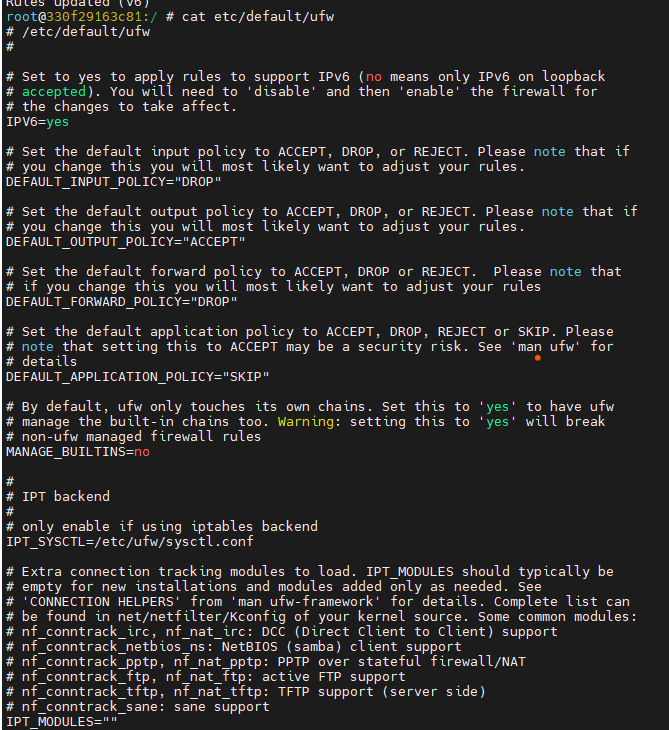 Rules updated (v6)
root@330f29163c81:/ # cat etc/default/ufw
# /etc/default/ufw
#
# Set to yes to apply rules to support IPv6 (no means only IPv6 on loopback
# accepted). You will need to 'disable' and then 'enable' the firewall for
# the changes to take affect.
IPV6=yes
# Set the default input policy to ACCEPT, DROP, or REJECT. Please note that if
# you change this you will most likely want to adjust your rules.
DEFAULT_INPUT_POLICY="DROP"
# Set the default output policy to ACCEPT, DROP, or REJECT. Please note that if
# you change this you will most likely want to adjust your rules.
DEFAULT_OUTPUT_POLICY="ACCEPT"
# Set the default forward policy to ACCEPT, DROP or REJECT.  Please note that
# if you change this you will most likely want to adjust your rules
DEFAULT_FORWARD_POLICY="DROP"
# Set the default application policy to ACCEPT, DROP, REJECT or SKIP. Please
# note that setting this to ACCEPT may be a security risk. See 'man ufw' for
# details
DEFAULT_APPLICATION_POLICY="SKIP"
# By default, ufw only touches its own chains. Set this to 'yes' to have ufw
# manage the built-in chains too. Warning: setting this to 'yes' will break
# non-ufw managed firewall rules
MANAGE_BUILTINS=no
#
# IPT backend
#
# only enable if using iptables backend
IPT_SYSCTL=/etc/ufw/sysctl.conf
# Extra connection tracking modules to load. IPT_MODULES should typically be
# empty for new installations and modules added only as needed. See
# 'CONNECTION HELPERS' from 'man ufw-framework' for details. Complete list can
# be found in net/netfilter/Kconfig of your kernel source. Some common modules:
# nf_conntrack_irc, nf_nat_irc: DCC (Direct Client to Client) support
# nf_conntrack_netbios_ns: NetBIOS (samba) client support
# nf_conntrack_pptp, nf_nat_pptp: PPTP over stateful firewall/NAT
# nf_conntrack_ftp, nf_nat_ftp: active FTP support
# nf_conntrack_tftp, nf_nat_tftp: TFTP support (server side)
# nf_conntrack_sane: sane support
IPT_MODULES=""